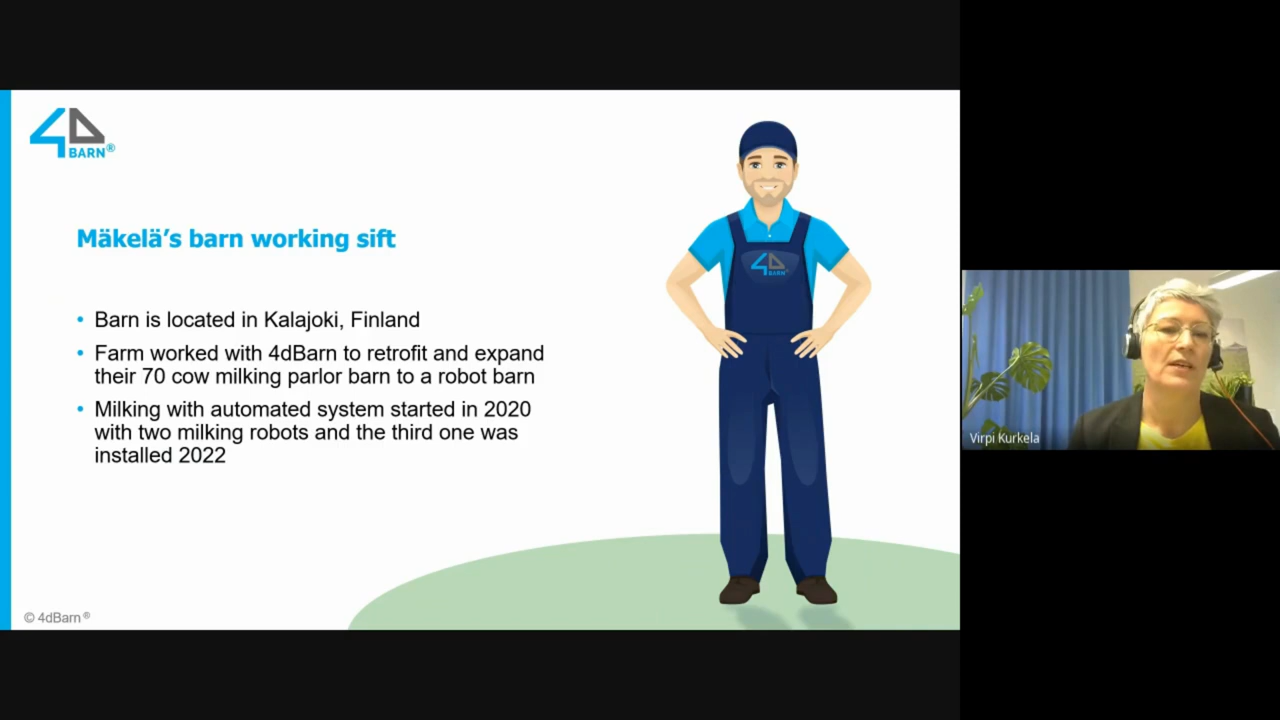 4D
BARN®
Mäkelä's barn working sift
• Barn is located in Kalajoki, Finland
• Farm worked with 4dBarn to retrofit and expand
their 70 cow milking parlor barn to a robot barn
• Milking with automated system started in 2020
with two milking robots and the third one was
installed 2022
4D
BARN®
© 4dBarn®
Virpi Kurkela